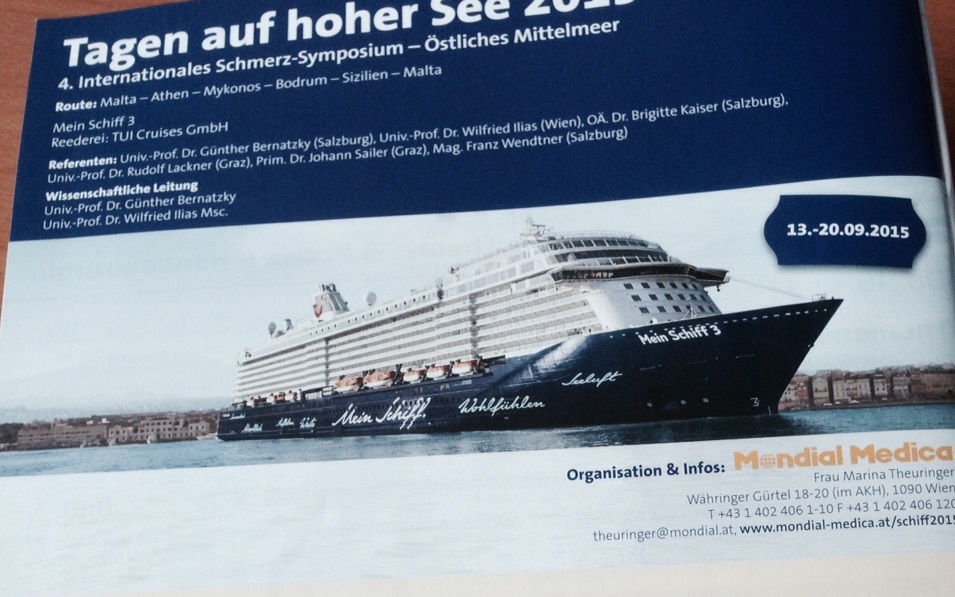 Tagen auf hoher See 2015
4. Internationales Schmerz-Symposium – Östliches Mittelmeer
Route: Malta – Athen – Mykonos – Bodrum – Sizilien – Malta
Mein Schiff 3
Reederei: TUI Cruises GmbH
Referenten: Univ.-Prof. Dr. Günther Bernatzky (Salzburg), Univ.-Prof. Dr. Wilfried Ilias (Wien), OÄ. Dr. Brigitte Kaiser (Salzburg),
Univ.-Prof. Dr. Rudolf Lackner (Graz), Prim. Dr. Johann Sailer (Graz), Mag. Franz Wendtner (Salzburg)
Wissenschaftliche Leitung
Univ.-Prof. Dr. Günther Bernatzky
Univ.-Prof. Dr. Wilfried Ilias Msc.
13.-20.09.2015
Mein Schiff 3
Seeluft
Mein Schiff. Wohlfühlen
3
Organisation & Infos: Mondial Medica
Frau Marina Theuringer
Währinger Gürtel 18-20 (im AKH), 1090 Wien
T +43 1 402 406 1-10 F +43 1 402 406 120
theuringer@mondial.at, www.mondial-medica.at/schiff2015